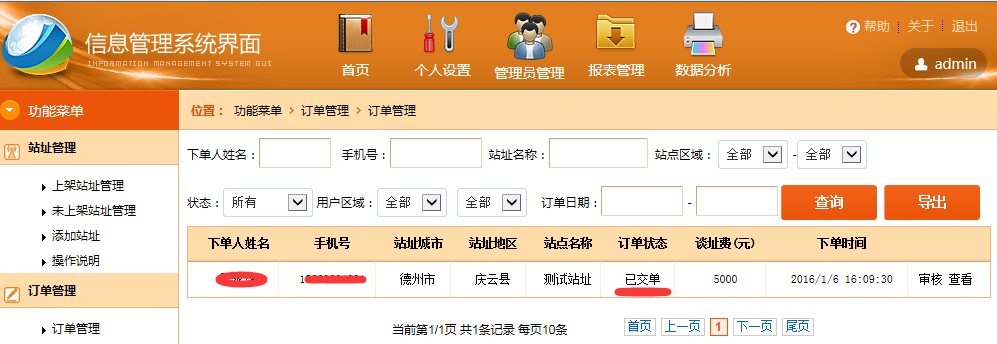 信息管理系统界面
INFORMATION MANAGEMENT SYSTEM GUI
首页 个人设置 管理员管理 报表管理 数据分析
帮助 关于 退出
admin
功能菜单
位置： 功能菜单 › 订单管理 › 订单管理
站址管理
上架站址管理
未上架站址管理
添加站址
操作说明
订单管理
订单管理
下单人姓名： 手机号： 站址名称： 站点区域： 全部 - 全部
状态： 所有 用户区域： 全部 全部 订单日期： - 查询 导出
下单人姓名 手机号 站址城市 站址地区 站点名称 订单状态 谈址费(元) 下单时间
德州市 庆云县 测试站址 已交单 5000 2016/1/6 16:09:30 审核 查看
当前第1/1页 共1条记录 每页10条 首页 上一页 1 下一页 尾页